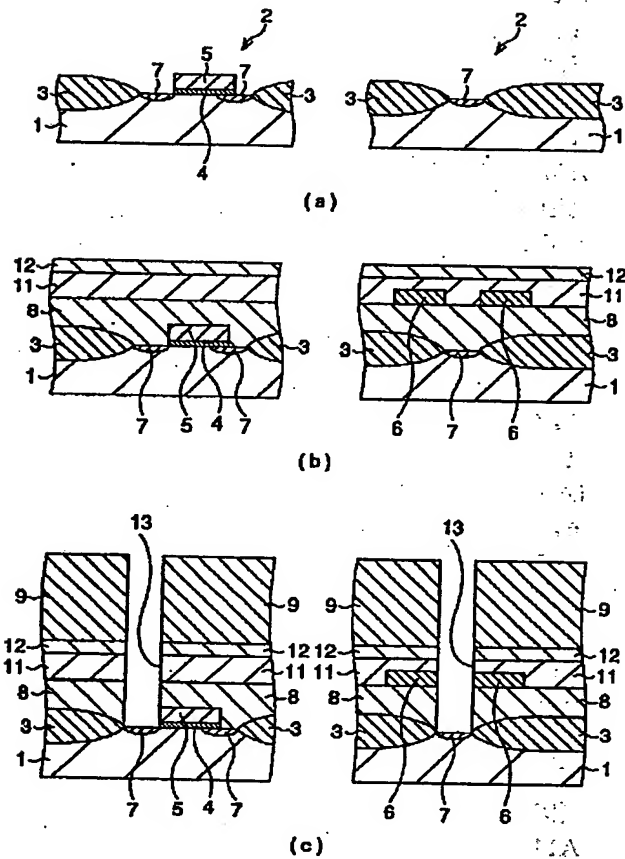 2 2
7 5 7 7
3 3 3 3
1 4 1
(a)
12 12
11 11
8 8
3 3 3 3
1 1
7 5 4 7 6 7 6
(b)
13 13
9 9 9 9
12 12 12 12
11 11 11 11
8 8 8 8
3 3 3 3
1 1
7 5 4 7 6 7 6
(c)